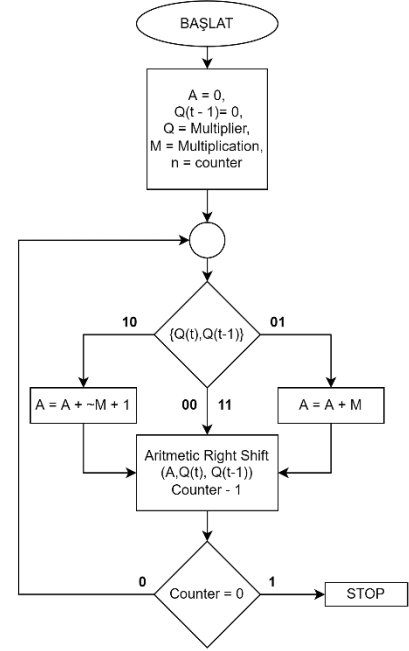 BAŞLAT
A = 0,
Q(t - 1)= 0,
Q = Multiplier,
M = Multiplication,
n = counter
10
{Q(t),Q(t-1)}
01
A = A + ~M + 1
00
11
A = A + M
Aritmetic Right Shift
(A,Q(t), Q(t-1))
Counter - 1
0
Counter = 0
1
STOP